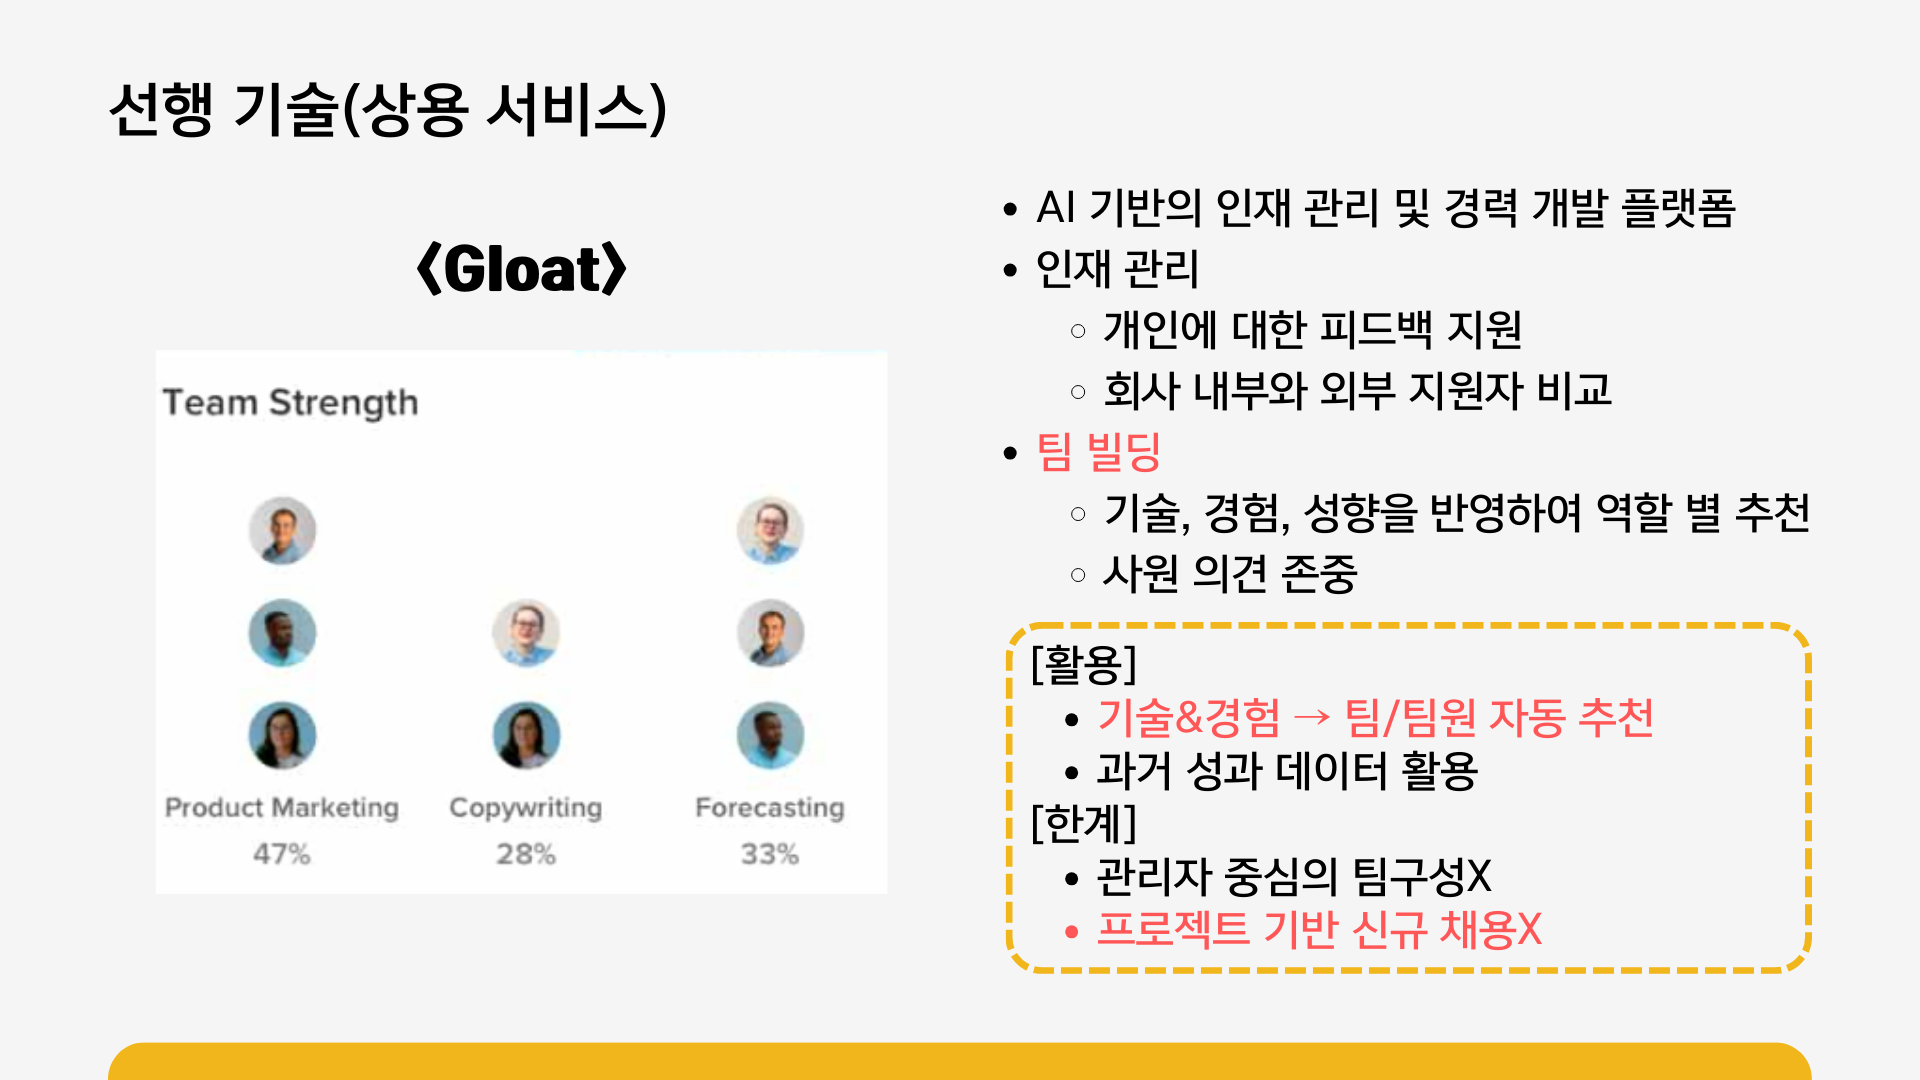 선행 기술(상용 서비스)
〈Gloat〉
Team Strength
Product Marketing
47%
Copywriting
28%
Forecasting
33%
• AI 기반의 인재 관리 및 경력 개발 플랫폼
• 인재 관리
○ 개인에 대한 피드백 지원
○ 회사 내부와 외부 지원자 비교
• 팀 빌딩
○ 기술, 경험, 성향을 반영하여 역할 별 추천
○ 사원 의견 존중
[활용]
• 기술&경험 → 팀/팀원 자동 추천
• 과거 성과 데이터 활용
[한계]
• 관리자 중심의 팀구성X
• 프로젝트 기반 신규 채용X